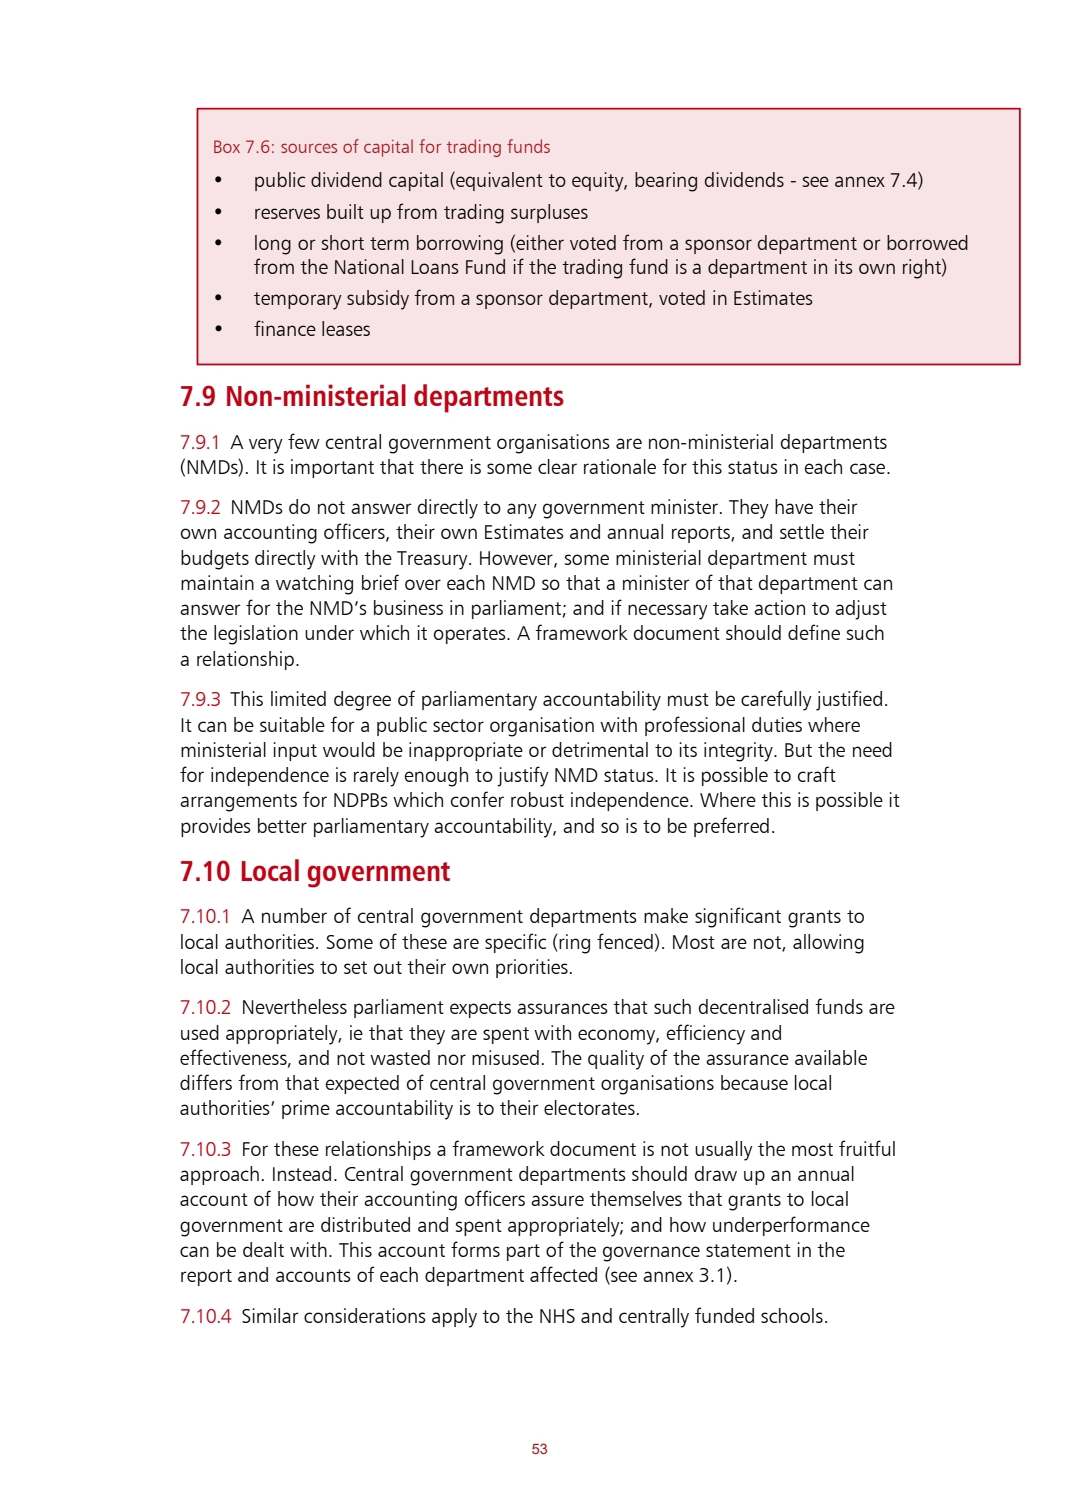 Box 7.6: sources of capital for trading funds
• public dividend capital (equivalent to equity, bearing dividends - see annex 7.4)
• reserves built up from trading surpluses
• long or short term borrowing (either voted from a sponsor department or borrowed
from the National Loans Fund if the trading fund is a department in its own right)
• temporary subsidy from a sponsor department, voted in Estimates
• finance leases
7.9 Non-ministerial departments
7.9.1 A very few central government organisations are non-ministerial departments
(NMDs). It is important that there is some clear rationale for this status in each case.
7.9.2 NMDs do not answer directly to any government minister. They have their
own accounting officers, their own Estimates and annual reports, and settle their
budgets directly with the Treasury. However, some ministerial department must
maintain a watching brief over each NMD so that a minister of that department can
answer for the NMD’s business in parliament; and if necessary take action to adjust
the legislation under which it operates. A framework document should define such
a relationship.
7.9.3 This limited degree of parliamentary accountability must be carefully justified.
It can be suitable for a public sector organisation with professional duties where
ministerial input would be inappropriate or detrimental to its integrity. But the need
for independence is rarely enough to justify NMD status. It is possible to craft
arrangements for NDPBs which confer robust independence. Where this is possible it
provides better parliamentary accountability, and so is to be preferred.
7.10 Local government
7.10.1 A number of central government departments make significant grants to
local authorities. Some of these are specific (ring fenced). Most are not, allowing
local authorities to set out their own priorities.
7.10.2 Nevertheless parliament expects assurances that such decentralised funds are
used appropriately, ie that they are spent with economy, efficiency and
effectiveness, and not wasted nor misused. The quality of the assurance available
differs from that expected of central government organisations because local
authorities’ prime accountability is to their electorates.
7.10.3 For these relationships a framework document is not usually the most fruitful
approach. Instead. Central government departments should draw up an annual
account of how their accounting officers assure themselves that grants to local
government are distributed and spent appropriately; and how underperformance
can be dealt with. This account forms part of the governance statement in the
report and accounts of each department affected (see annex 3.1).
7.10.4 Similar considerations apply to the NHS and centrally funded schools.
53